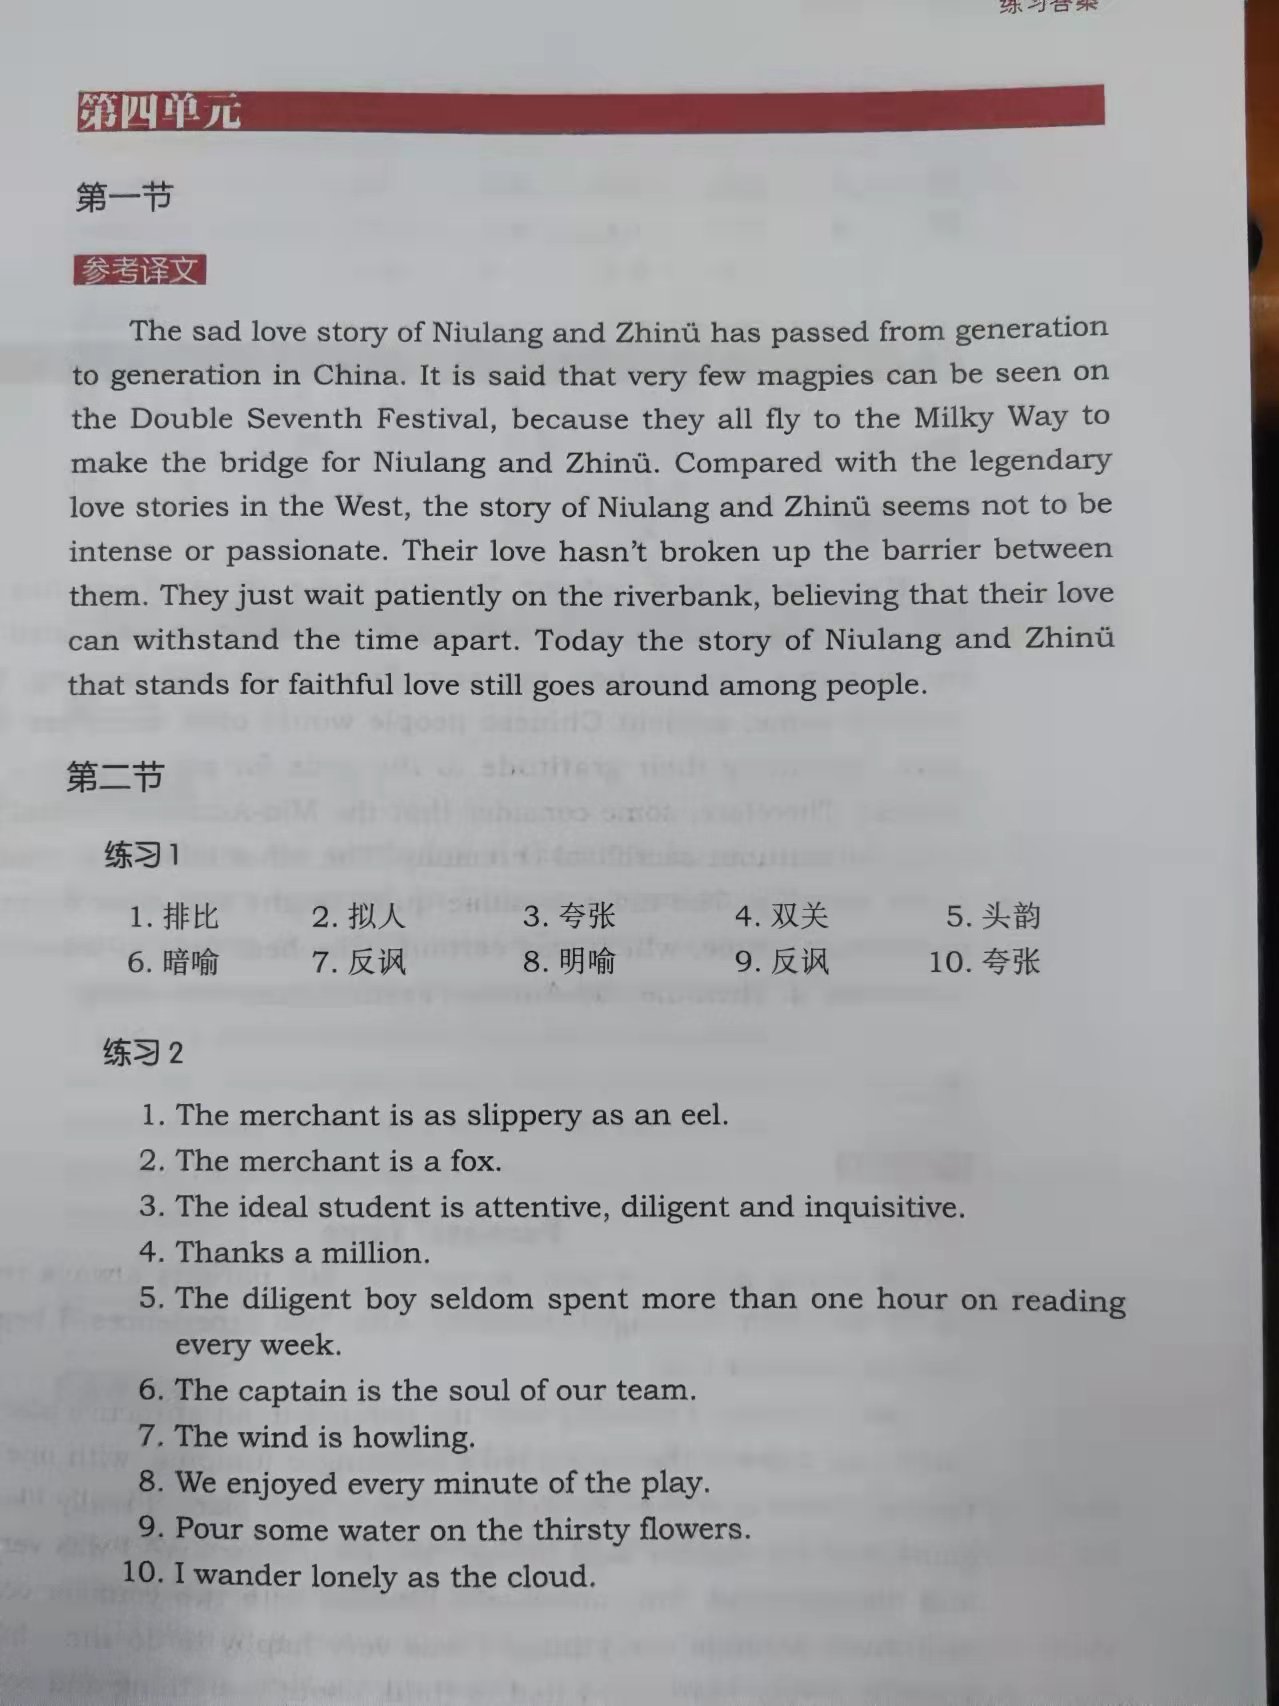 练习答案
第四单元
第一节
参考译文
The sad love story of Niulang and Zhinü has passed from generation
to generation in China. It is said that very few magpies can be seen on
the Double Seventh Festival, because they all fly to the Milky Way to
make the bridge for Niulang and Zhinü. Compared with the legendary
love stories in the West, the story of Niulang and Zhinü seems not to be
intense or passionate. Their love hasn't broken up the barrier between
them. They just wait patiently on the riverbank, believing that their love
can withstand the time apart. Today the story of Niulang and Zhinü
that stands for faithful love still goes around among people.
第二节
练习1
1. 排比 2. 拟人 3. 夸张 4. 双关 5. 头韵
6. 暗喻 7. 反讽 8. 明喻 9. 反讽 10. 夸张
练习2
1. The merchant is as slippery as an eel.
2. The merchant is a fox.
3. The ideal student is attentive, diligent and inquisitive.
4. Thanks a million.
5. The diligent boy seldom spent more than one hour on reading
every week.
6. The captain is the soul of our team.
7. The wind is howling.
8. We enjoyed every minute of the play.
9. Pour some water on the thirsty flowers.
10. I wander lonely as the cloud.